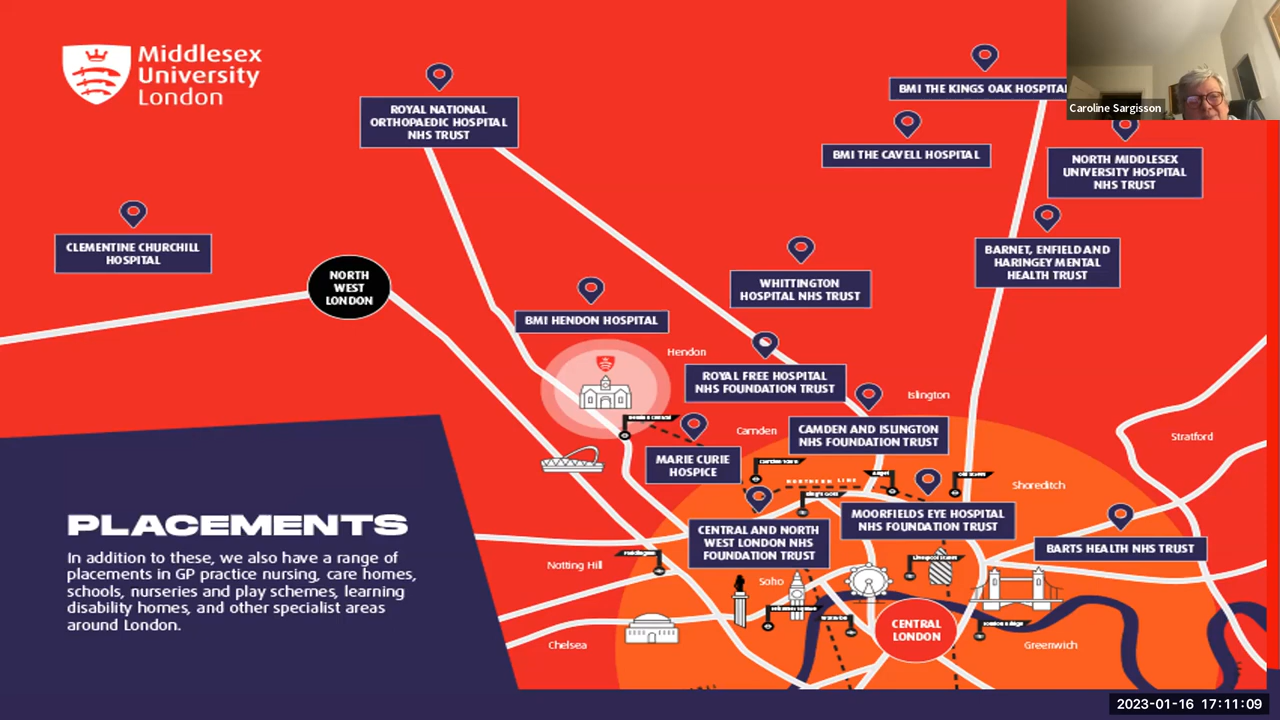 Middlesex
University
London
ROYAL NATIONAL
ORTHOPAEDIC HOSPITAL
NHS TRUST
BMI THE KINGS OAK HOSPITAL
Caroline Sargisson
BMI THE CAVELL HOSPITAL
NORTH MIDDLESEX
UNIVERSITY HOSPITAL
NHS TRUST
CLEMENTINE CHURCHILL
HOSPITAL
NORTH
WEST
LONDON
BARNET, ENFIELD AND
HARINGEY MENTAL
HEALTH TRUST
WHITTINGTON
HOSPITAL NHS TRUST
BMI HENDON HOSPITAL
Hendon
ROYAL FREE HOSPITAL
NHS FOUNDATION TRUST
Islington
Camden
CAMDEN AND ISLINGTON
NHS FOUNDATION TRUST
Stratford
MARIE CURIE
HOSPICE
NORTHERN LINE
Shoreditch
MOORFIELDS EYE HOSPITAL
NHS FOUNDATION TRUST
CENTRAL AND NORTH
WEST LONDON NHS
FOUNDATION TRUST
BARTS HEALTH NHS TRUST
Notting Hill
Soho
CENTRAL
LONDON
Chelsea
Greenwich
PLACEMENTS
In addition to these, we also have a range of
placements in GP practice nursing, care homes,
schools, nurseries and play schemes, learning
disability homes, and other specialist areas
around London.
2023-01-16 17:11:09